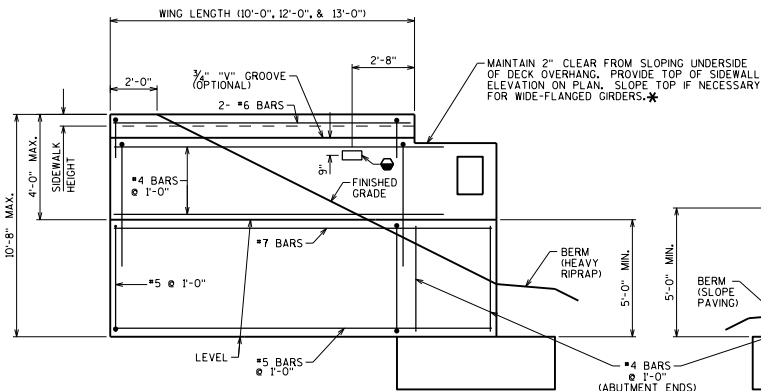 WING LENGTH (10'-0", 12'-0", & 13'-0")
2'-8"
2'-0"
3/4" "V" GROOVE
(OPTIONAL)
2- #6 BARS
MAINTAIN 2" CLEAR FROM SLOPING UNDERSIDE
OF DECK OVERHANG. PROVIDE TOP OF SIDEWALL
ELEVATION ON PLAN. SLOPE TOP IF NECESSARY
FOR WIDE-FLANGED GIRDERS.*
10'-8" MAX.
4'-0" MAX.
SIDEWALK
HEIGHT
#4 BARS
@ 1'-0"
9"
FINISHED
GRADE
#7 BARS
#5 @ 1'-0"
LEVEL
#5 BARS
@ 1'-0"
BERM
(HEAVY
RIPRAP)
5'-0" MIN.
5'-0" MIN.
BERM
(SLOPE
PAVING)
#4 BARS
@ 1'-0"
(ABUTMENT ENDS)